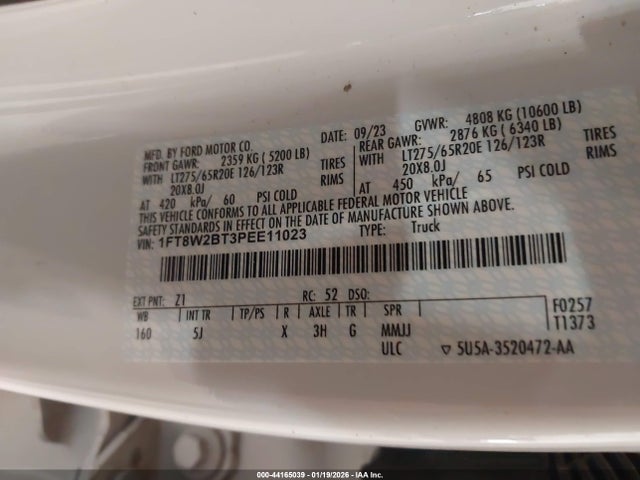 MFD. BY FORD MOTOR CO.
DATE: 09/23 GVWR: 4808 KG (10600 LB)
FRONT GAWR: 2359 KG ( 5200 LB) REAR GAWR: 2876 KG ( 6340 LB)
WITH LT275/65R20E 126/123R TIRES WITH LT275/65R20E 126/123R TIRES
20X8.0J RIMS 20X8.0J RIMS
AT 420 kPa/ 60 PSI COLD AT 450 kPa/ 65 PSI COLD
THIS VEHICLE CONFORMS TO ALL APPLICABLE FEDERAL MOTOR VEHICLE
SAFETY STANDARDS IN EFFECT ON THE DATE OF MANUFACTURE SHOWN ABOVE.
VIN: 1FT8W2BT3PEE11023 TYPE: Truck
EXT PNT: Z1 RC: 52 DSO: F0257
WB INT TR TP/PS R AXLE TR SPR T1373
160 5J X 3H G MMJJ
ULC ▽ 5U5A-3520472-AA
000-44165039 - 01/19/2026 - IAA Inc.